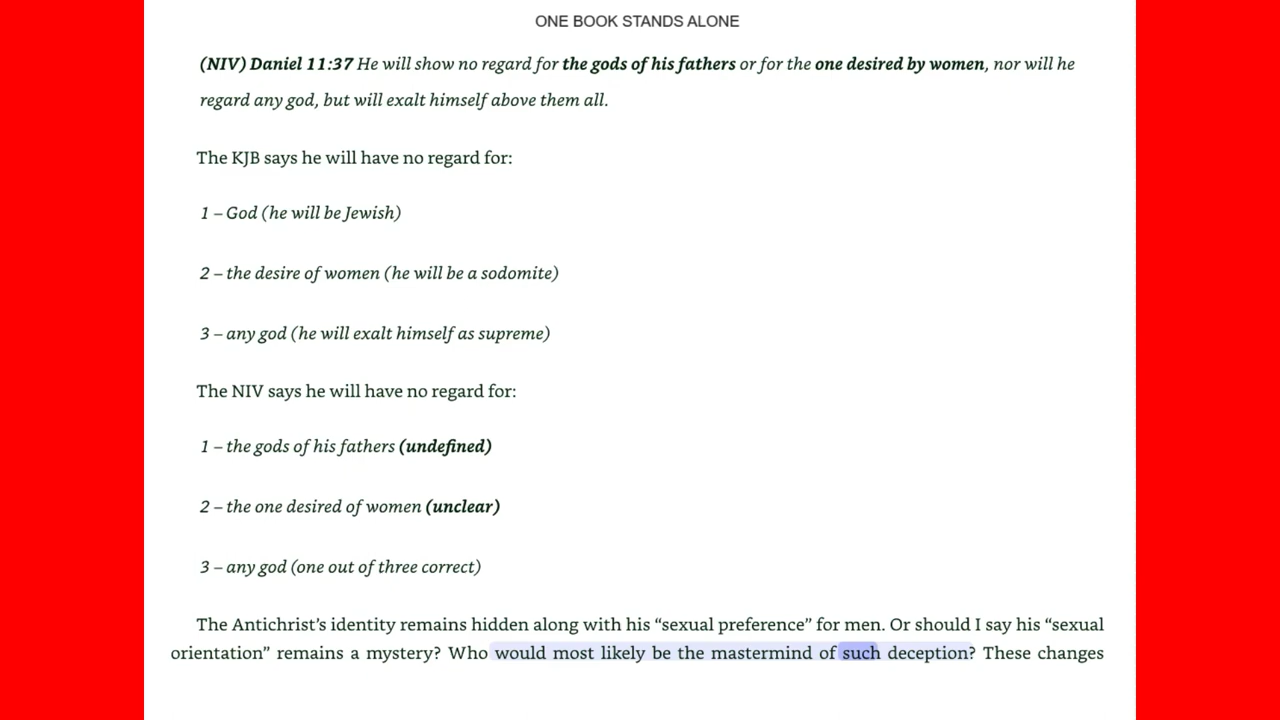 ONE BOOK STANDS ALONE
(NIV) Daniel 11:37 He will show no regard for the gods of his fathers or for the one desired by women, nor will he
regard any god, but will exalt himself above them all.
The KJB says he will have no regard for:
1 – God (he will be Jewish)
2 – the desire of women (he will be a sodomite)
3 – any god (he will exalt himself as supreme)
The NIV says he will have no regard for:
1 – the gods of his fathers (undefined)
2 – the one desired of women (unclear)
3 – any god (one out of three correct)
The Antichrist’s identity remains hidden along with his “sexual preference” for men. Or should I say his “sexual
orientation” remains a mystery? Who would most likely be the mastermind of such deception? These changes